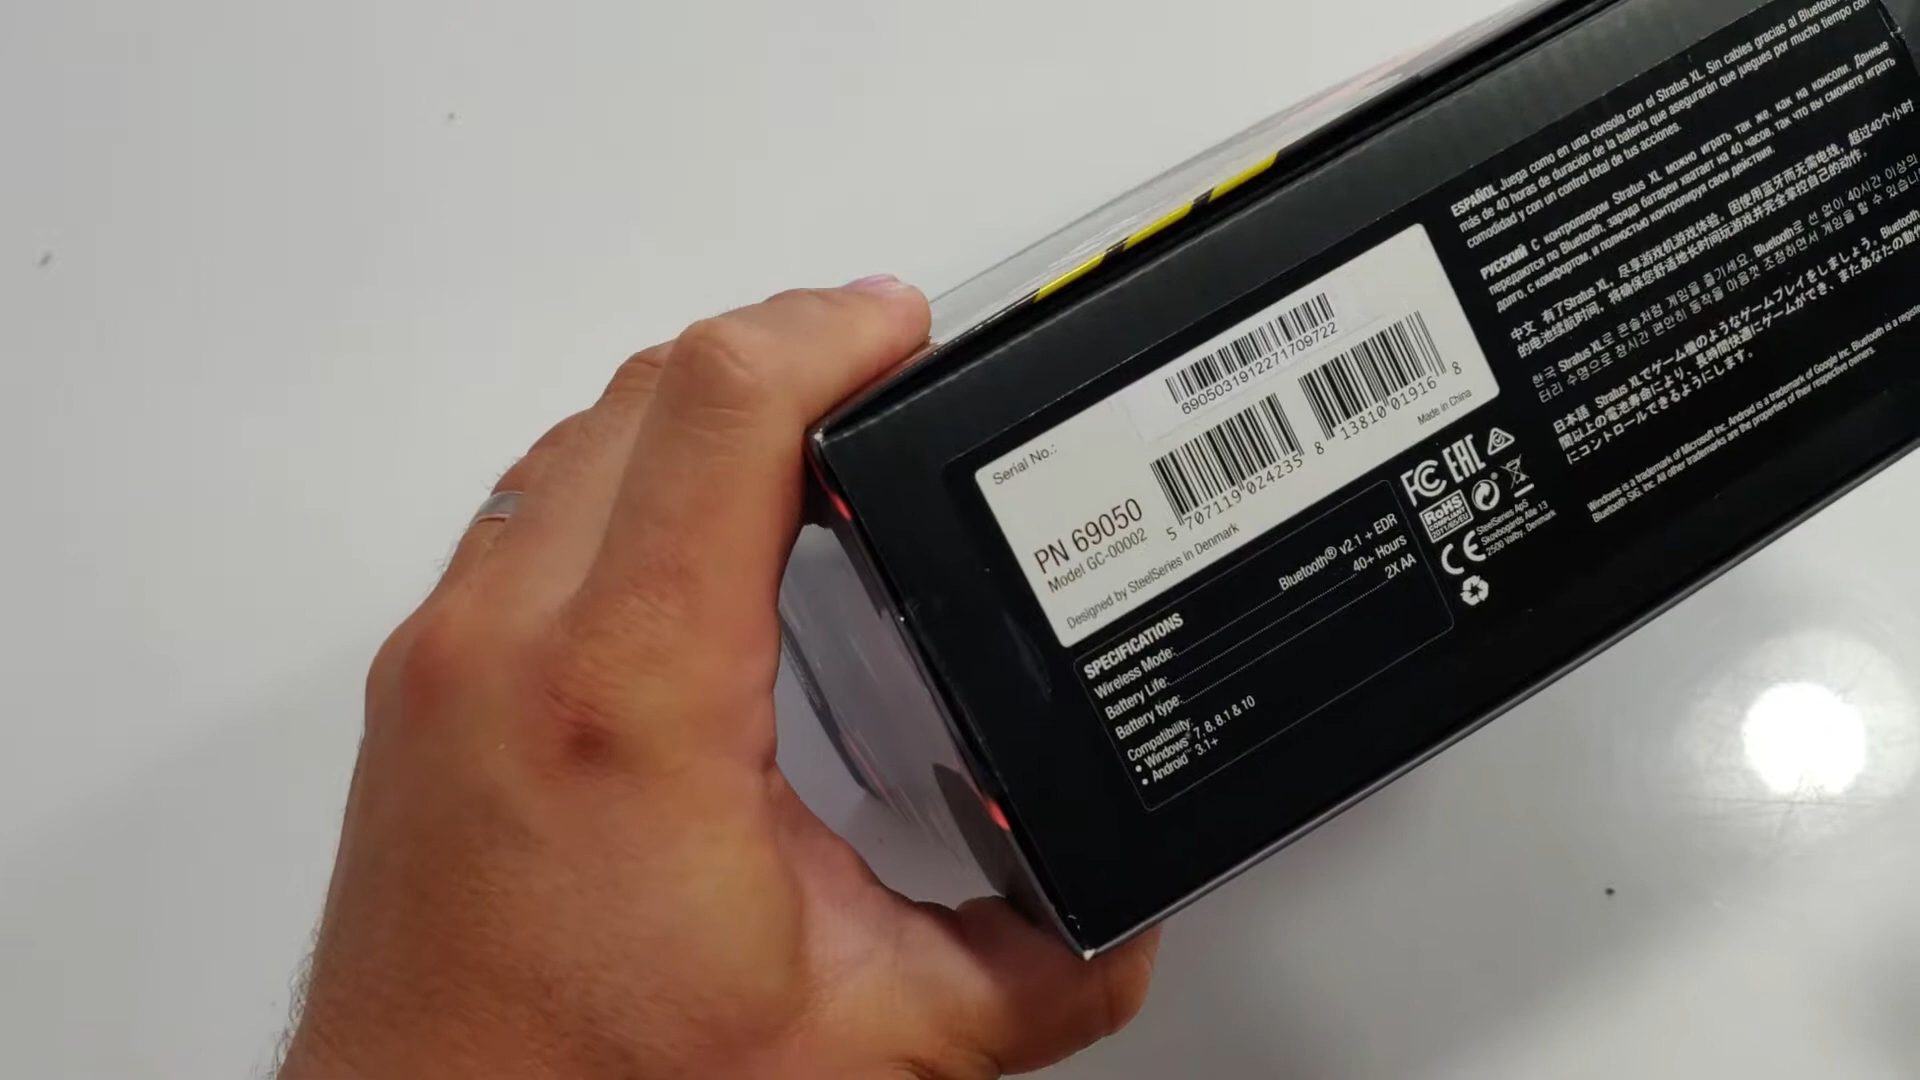 Serial No.:
6905031912271709722
PN 69050
Model GC-00002
5 707119 024235
8 13810 01916 8
Designed by SteelSeries in Denmark
Made in China
SPECIFICATIONS
Wireless Mode: Bluetooth® v2.1 + EDR
Battery Life: 40+ Hours
Battery type: 2X AA
Compatibility:
• Windows® 7, 8, 8.1 & 10
• Android™ 3.1+
FC EAC
RoHS
COMPLIANT
2011/65/EU
CE
SteelSeries ApS
2500 Valby, Denmark
ESPAÑOL Juega como en una consola con el Stratus XL. Sin cables gracias al Bluetooth
más de 40 horas de duración de la batería que asegurarán que juegues por mucho tiempo con
comodidad y con un control total de tus acciones.
РУССКИЙ С контроллером Stratus XL можно играть так же, как на консоли. Данные
передаются по Bluetooth, заряда батареи хватает на 40 часов, так что вы сможете играть
долго, с комфортом, и полностью контролируя свои действия.
中文 有了Stratus XL，尽享游戏机游戏体验。因使用蓝牙而无需电线，超过40个小时
的电池续航时间，将确保您舒适地长时间玩游戏并完全掌控自己的动作。
한국 Stratus XL로 콘솔처럼 게임을 즐기세요. Bluetooth로 선 없이 40시간 이상의
터리 수명으로 장시간 편안히 동작을 마음껏 조정하면서 게임을 할 수 있습니
日本語 Stratus XLでゲーム機のようなゲームプレイをしましょう。Bluetooth
間以上の電池寿命により、長時間快適にゲームができ、またあなたの動作
にコントロールできるようにします。
Windows is a trademark of Microsoft Inc. Android is a trademark of Google Inc. Bluetooth is a registe
Bluetooth SIG. Inc. All other trademarks are the properties of their respective owners.